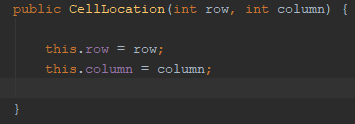 public CellLocation(int row, int column) {
this.row = row;
this.column = column;
}